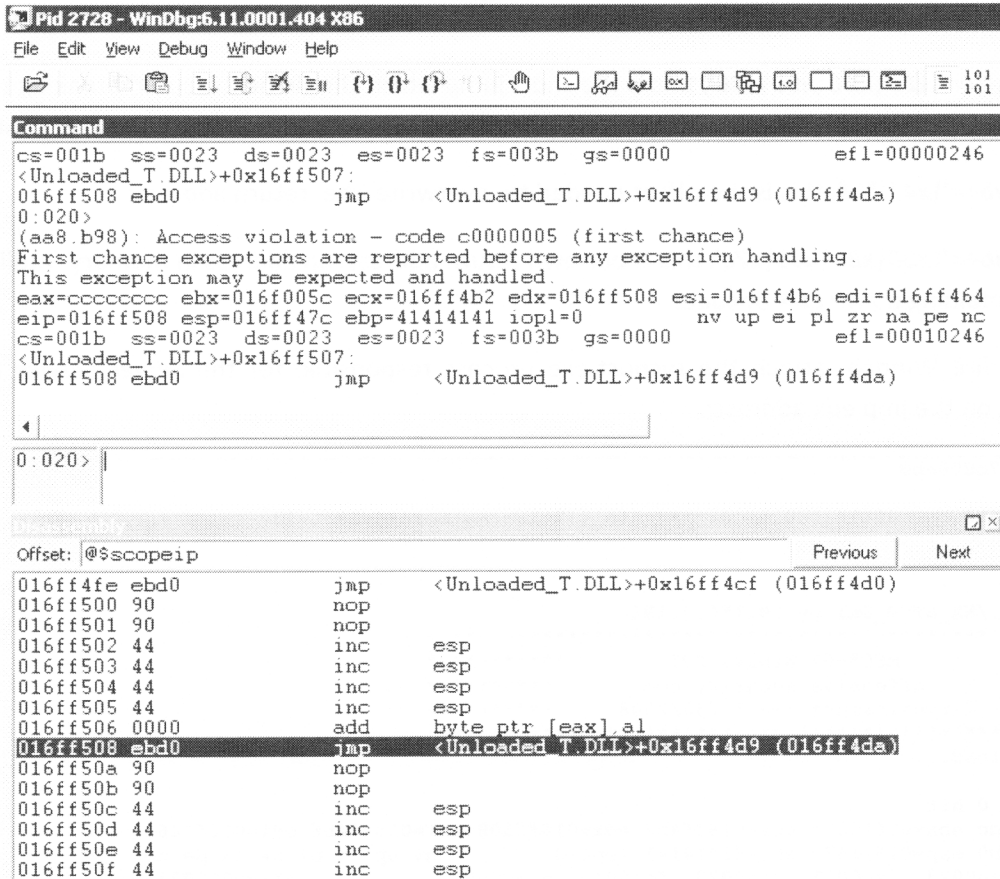 Pid 2728 - WinDbg:6.11.0001.404 X86
File Edit View Debug Window Help
101
101
Command
cs=001b ss=0023 ds=0023 es=0023 fs=003b gs=0000 efl=00000246
<Unloaded_T.DLL>+0x16ff507:
016ff508 ebd0 jmp <Unloaded_T.DLL>+0x16ff4d9 (016ff4da)
0:020>
(aa8.b98): Access violation - code c0000005 (first chance)
First chance exceptions are reported before any exception handling.
This exception may be expected and handled.
eax=cccccccc ebx=016f005c ecx=016ff4b2 edx=016ff508 esi=016ff4b6 edi=016ff464
eip=016ff508 esp=016ff47c ebp=41414141 iopl=0 nv up ei pl zr na pe nc
cs=001b ss=0023 ds=0023 es=0023 fs=003b gs=0000 efl=00010246
<Unloaded_T.DLL>+0x16ff507:
016ff508 ebd0 jmp <Unloaded_T.DLL>+0x16ff4d9 (016ff4da)
0:020>
Disassembly
Offset: @$scopeip Previous Next
016ff4fe ebd0 jmp <Unloaded_T.DLL>+0x16ff4cf (016ff4d0)
016ff500 90 nop
016ff501 90 nop
016ff502 44 inc esp
016ff503 44 inc esp
016ff504 44 inc esp
016ff505 44 inc esp
016ff506 0000 add byte ptr [eax],al
016ff508 ebd0 jmp <Unloaded_T.DLL>+0x16ff4d9 (016ff4da)
016ff50a 90 nop
016ff50b 90 nop
016ff50c 44 inc esp
016ff50d 44 inc esp
016ff50e 44 inc esp
016ff50f 44 inc esp